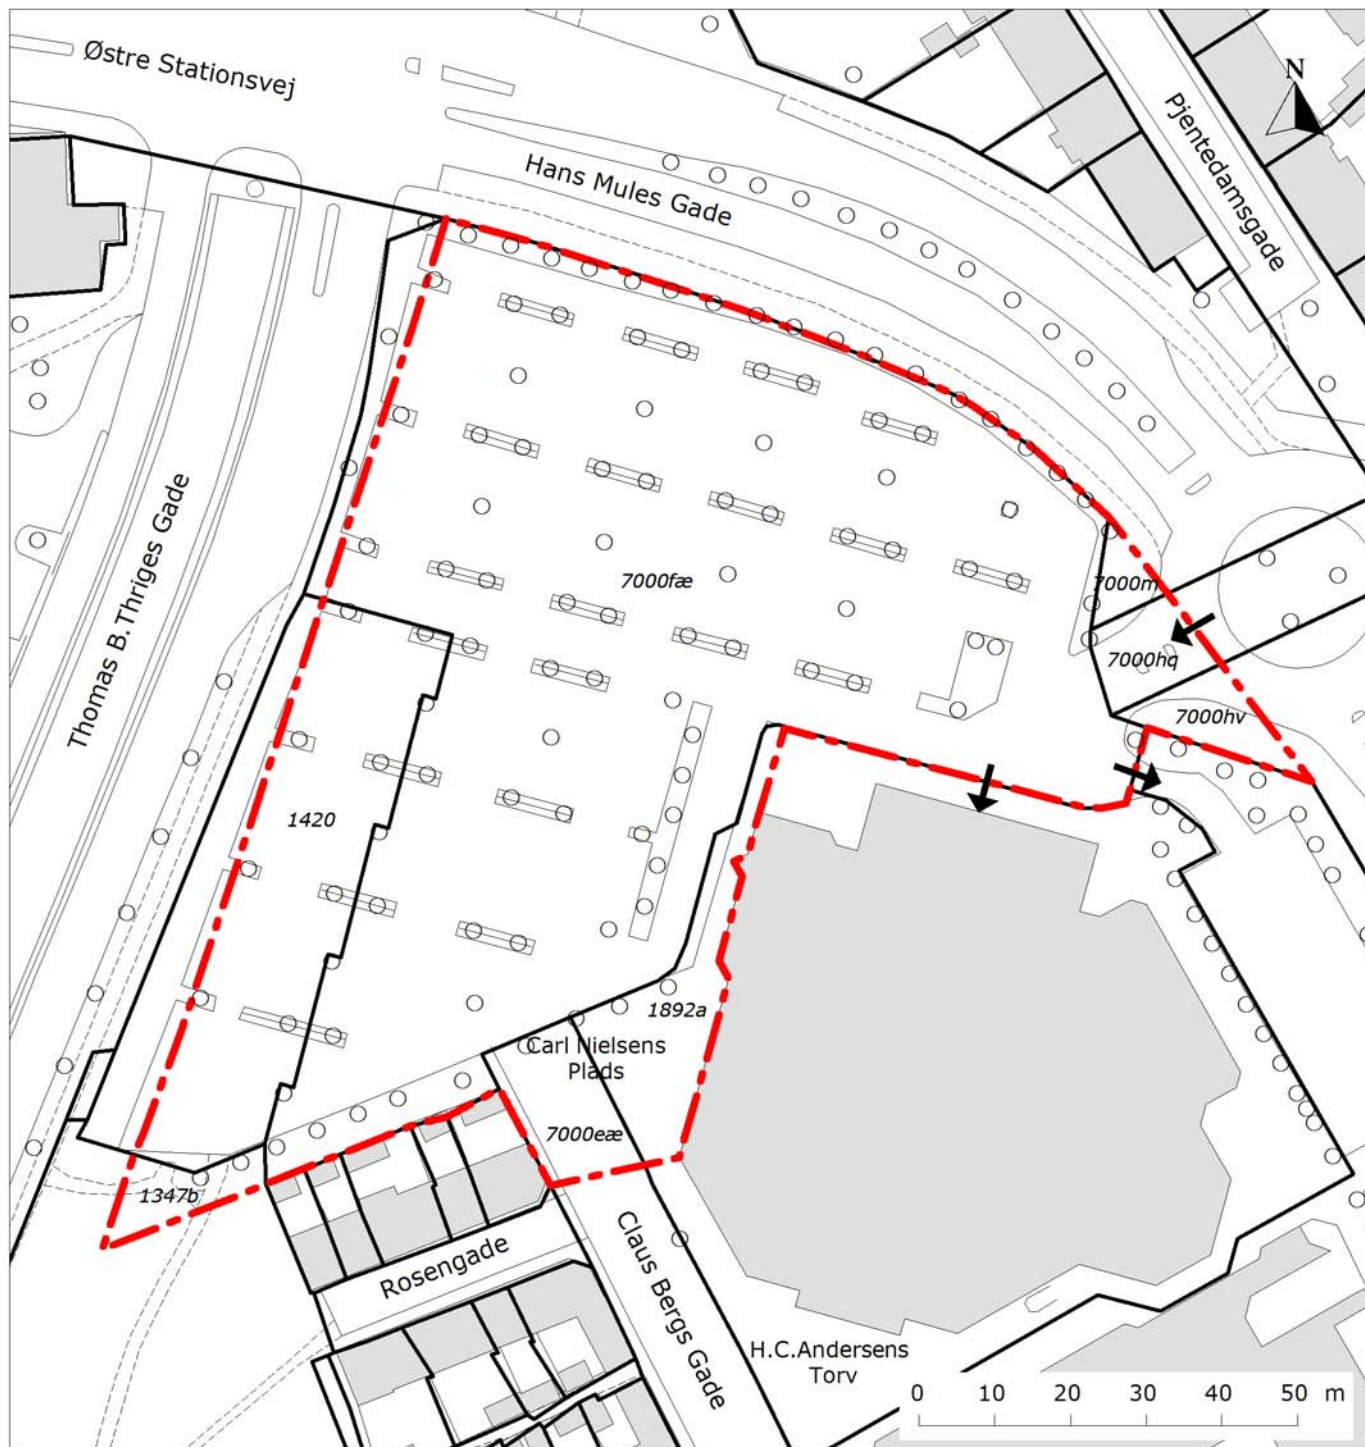 Østre Stationsvej
N
Pjentedamsgade
Hans Mules Gade
Thomas B. Thriges Gade
7000fæ
7000m
7000hq
7000hv
1420
1892a
Carl Nielsens
Plads
7000eæ
1347b
Rosengade
Claus Bergs Gade
H.C.Andersens
Torv
0 10 20 30 40 50 m